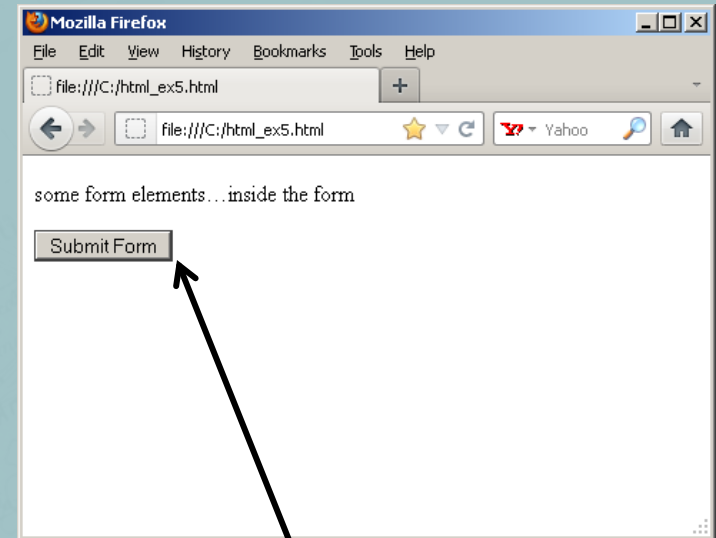 Mozilla Firefox
File Edit View History Bookmarks Tools Help
file:///C:/html_ex5.html +
file:///C:/html_ex5.html Yahoo
some form elements…inside the form
Submit Form